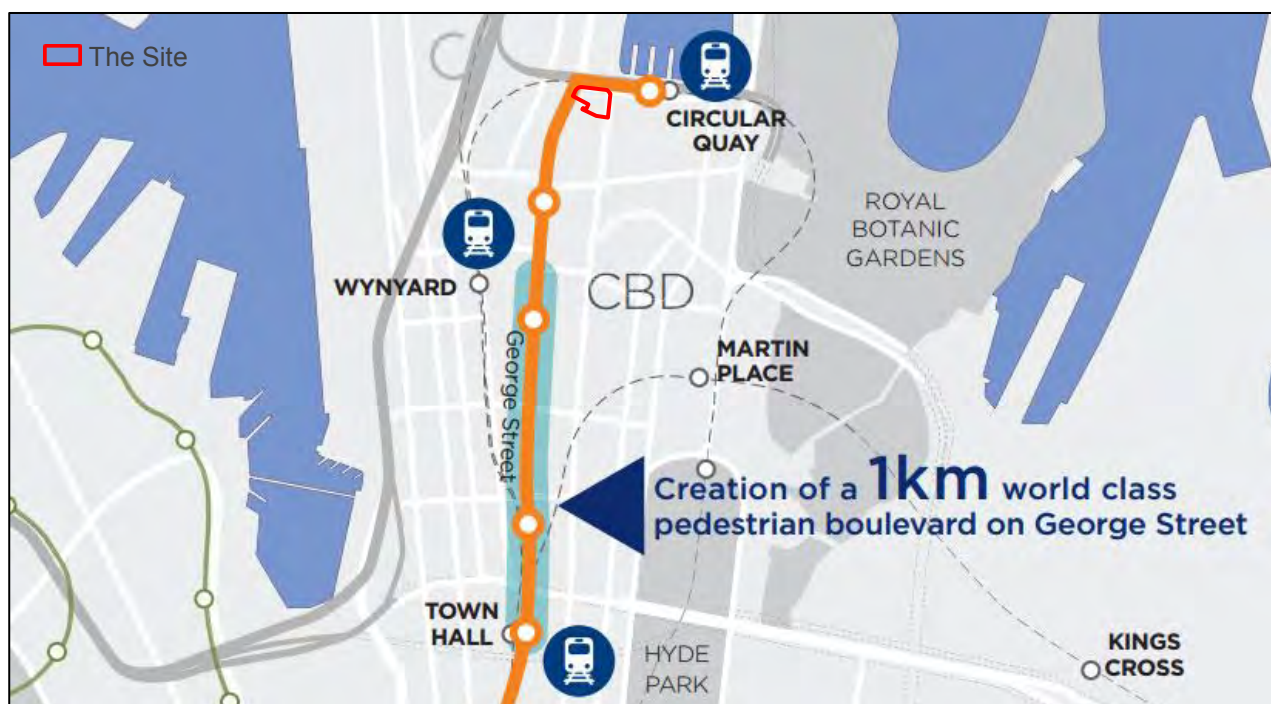 The Site
CIRCULAR
QUAY
ROYAL
BOTANIC
GARDENS
WYNYARD
CBD
George Street
MARTIN
PLACE
Creation of a 1km world class
pedestrian boulevard on George Street
TOWN
HALL
HYDE
PARK
KINGS
CROSS